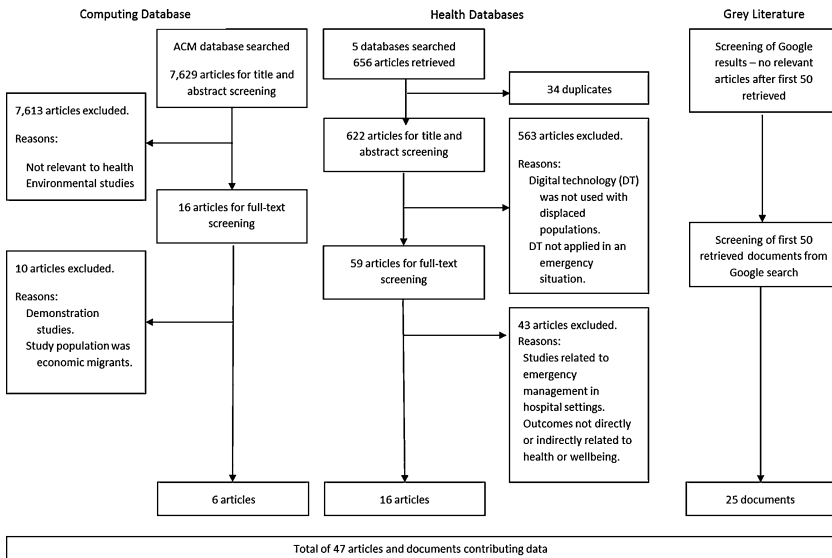 Computing Database
Health Databases
Grey Literature
ACM database searched
7,629 articles for title and
abstract screening
7,613 articles excluded.
Reasons:
Not relevant to health
Environmental studies
16 articles for full-text
screening
10 articles excluded.
Reasons:
Demonstration
studies.
Study population was
economic migrants.
6 articles
5 databases searched
656 articles retrieved
34 duplicates
622 articles for title and
abstract screening
563 articles excluded.
Reasons:
Digital technology (DT)
was not used with
displaced
populations.
DT not applied in an
emergency
situation.
59 articles for full-text
screening
43 articles excluded.
Reasons:
Studies related to
emergency
management in
hospital settings.
Outcomes not directly
or indirectly related to
health or wellbeing.
16 articles
Screening of Google
results – no relevant
articles after first 50
retrieved
Screening of first 50
retrieved documents from
Google search
25 documents
Total of 47 articles and documents contributing data